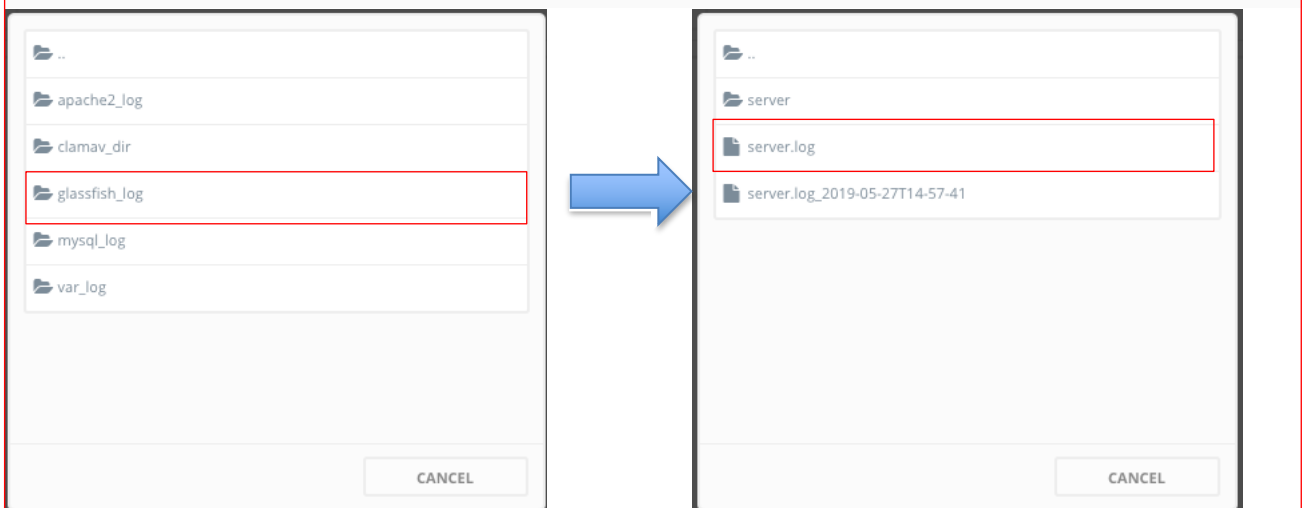 ..
apache2_log
clamav_dir
glassfish_log
mysql_log
var_log
CANCEL
..
server
server.log
server.log_2019-05-27T14-57-41
CANCEL